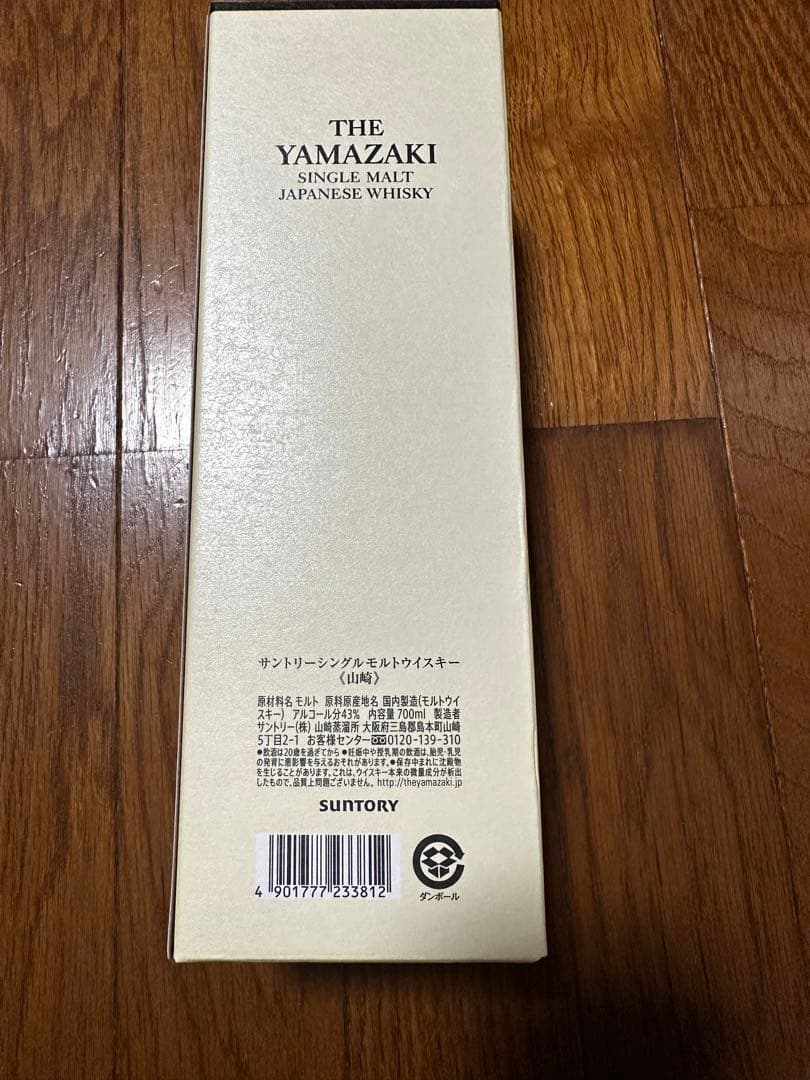 THE
YAMAZAKI
SINGLE MALT
JAPANESE WHISKY
サントリーシングルモルトウイスキー
《山崎》
原材料名 モルト 原料原産地名 国内製造(モルトウイ
スキー) アルコール分43% 内容量 700ml 製造者
サントリー(株) 山崎蒸溜所 大阪府三島郡島本町山崎
5丁目2-1 お客様センター 0120-139-310
●飲酒は20歳を過ぎてから ●妊娠中や授乳期の飲酒は、胎児・乳児
の発育に悪影響を与えるおそれがあります。●保存中まれに沈殿物
を生じることがあります。これは、ウイスキー本来の微量成分が析出
したもので、品質上問題ございません。 http://theyamazaki.jp
SUNTORY
4 901777 233812
ダンボール